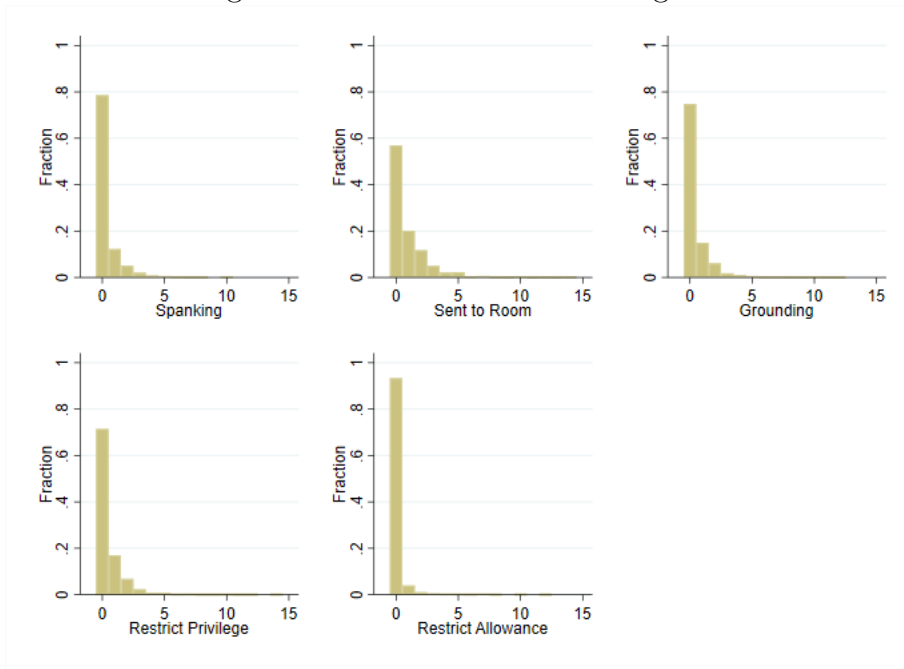 Fraction
0 .2 .4 .6 .8 1
0 5 10 15
Spanking
Fraction
0 .2 .4 .6 .8 1
0 5 10 15
Sent to Room
Fraction
0 .2 .4 .6 .8 1
0 5 10 15
Grounding
Fraction
0 .2 .4 .6 .8 1
0 5 10 15
Restrict Privilege
Fraction
0 .2 .4 .6 .8 1
0 5 10 15
Restrict Allowance